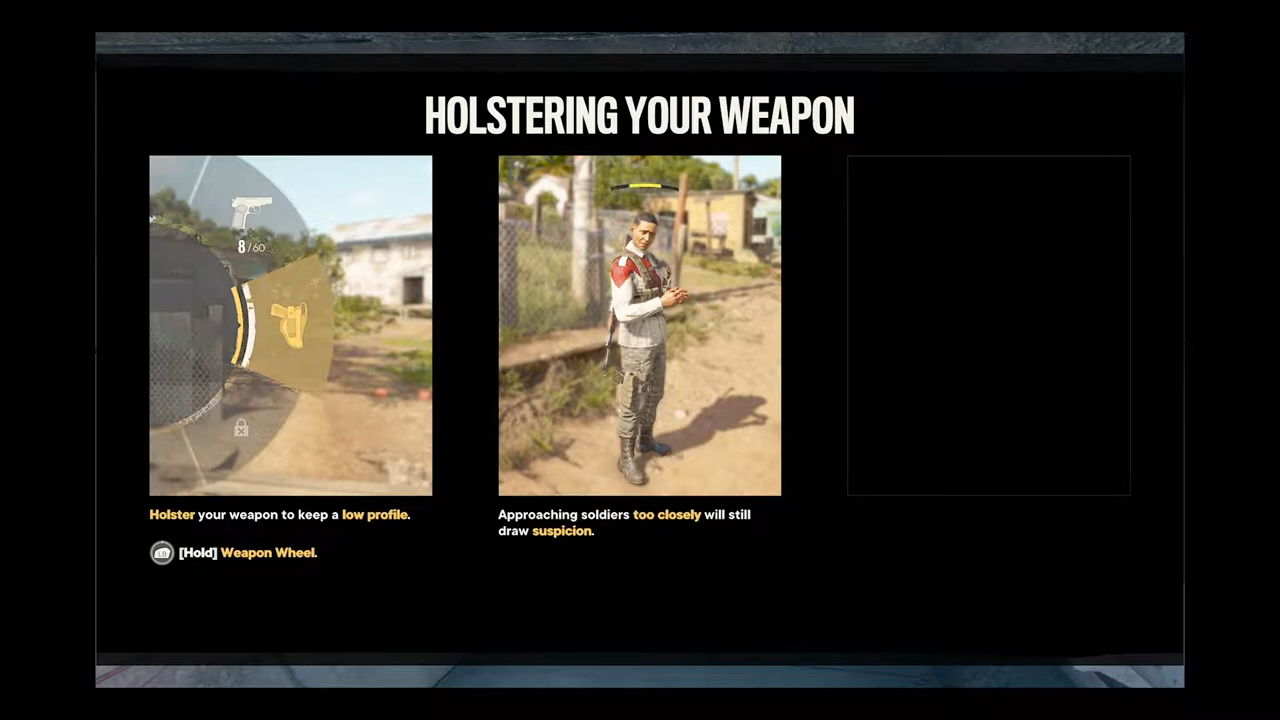 HOLSTERING YOUR WEAPON
8/60
Holster your weapon to keep a low profile.
LB [Hold] Weapon Wheel.
Approaching soldiers too closely will still
draw suspicion.